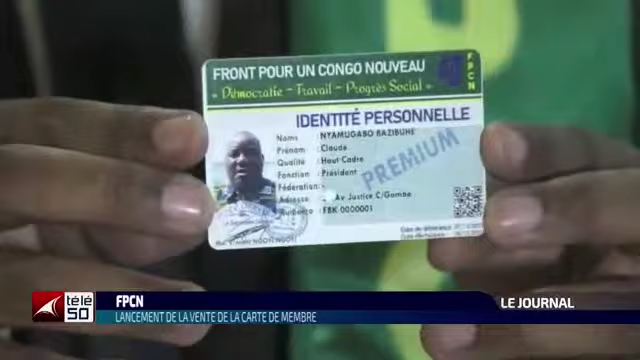 FRONT POUR UN CONGO NOUVEAU
« Démocratie – Travail – Progrès Social »
FPCN
IDENTITÉ PERSONNELLE
Noms : NYAMUGABO BAZIBUHE
Prénom : Claude
Qualité : Haut Cadre
Fonction : Président
Fédération :
Adresse : Av Justice C/Gombe
FBK 0000001
PREMIUM
télé 50
FPCN
LE JOURNAL
LANCEMENT DE LA VENTE DE LA CARTE DE MEMBRE